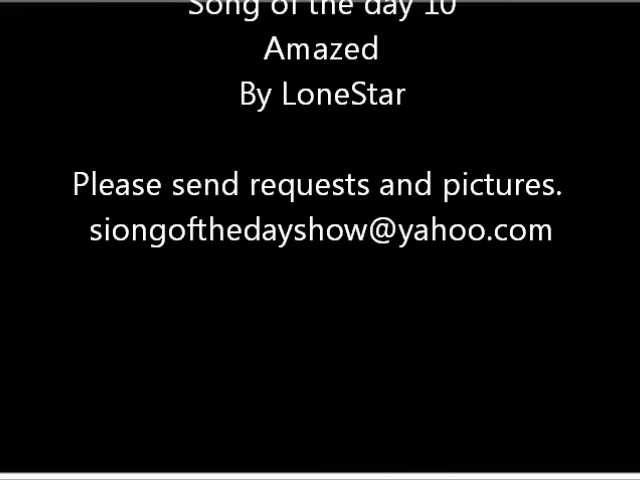 Song of the day 10
Amazed
By LoneStar
Please send requests and pictures.
siongofthedayshow@yahoo.com